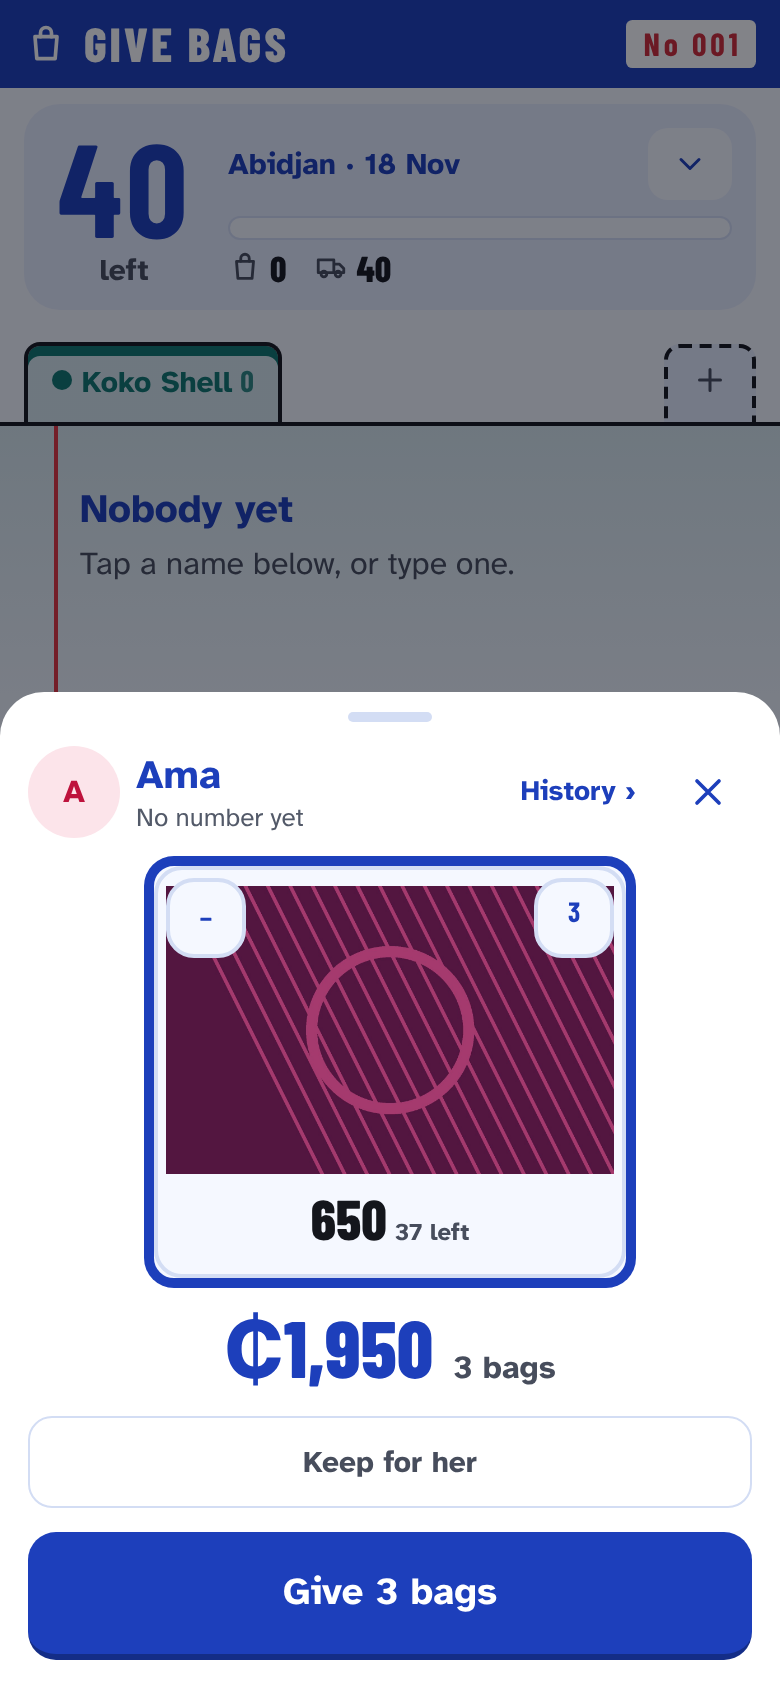 GIVE BAGS
No 001
40
left
Abidjan · 18 Nov
0 40
Koko Shell 0
+
Nobody yet
Tap a name below, or type one.
A
Ama
No number yet
History ›
–
3
650 37 left
₵1,950 3 bags
Keep for her
Give 3 bags